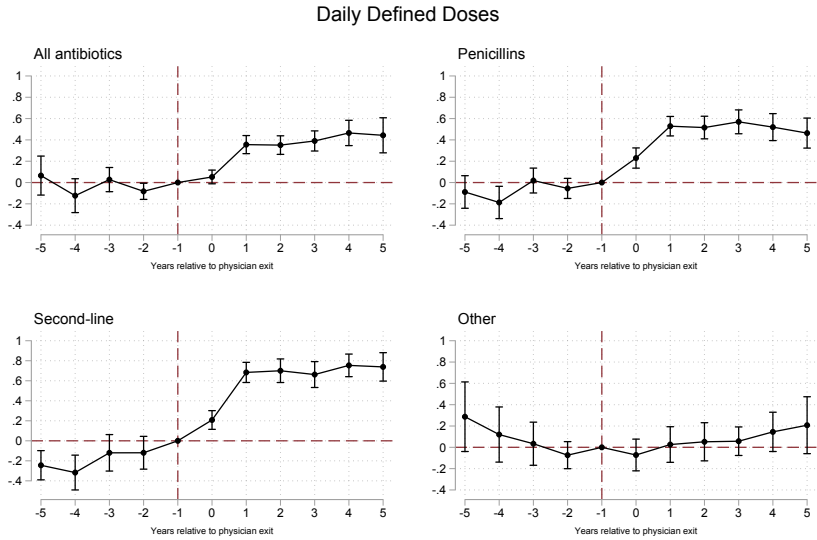 Daily Defined Doses
All antibiotics
1
.8
.6
.4
.2
0
-.2
-.4
-5 -4 -3 -2 -1 0 1 2 3 4 5
Years relative to physician exit
Penicillins
1
.8
.6
.4
.2
0
-.2
-.4
-5 -4 -3 -2 -1 0 1 2 3 4 5
Years relative to physician exit
Second-line
1
.8
.6
.4
.2
0
-.2
-.4
-5 -4 -3 -2 -1 0 1 2 3 4 5
Years relative to physician exit
Other
1
.8
.6
.4
.2
0
-.2
-.4
-5 -4 -3 -2 -1 0 1 2 3 4 5
Years relative to physician exit